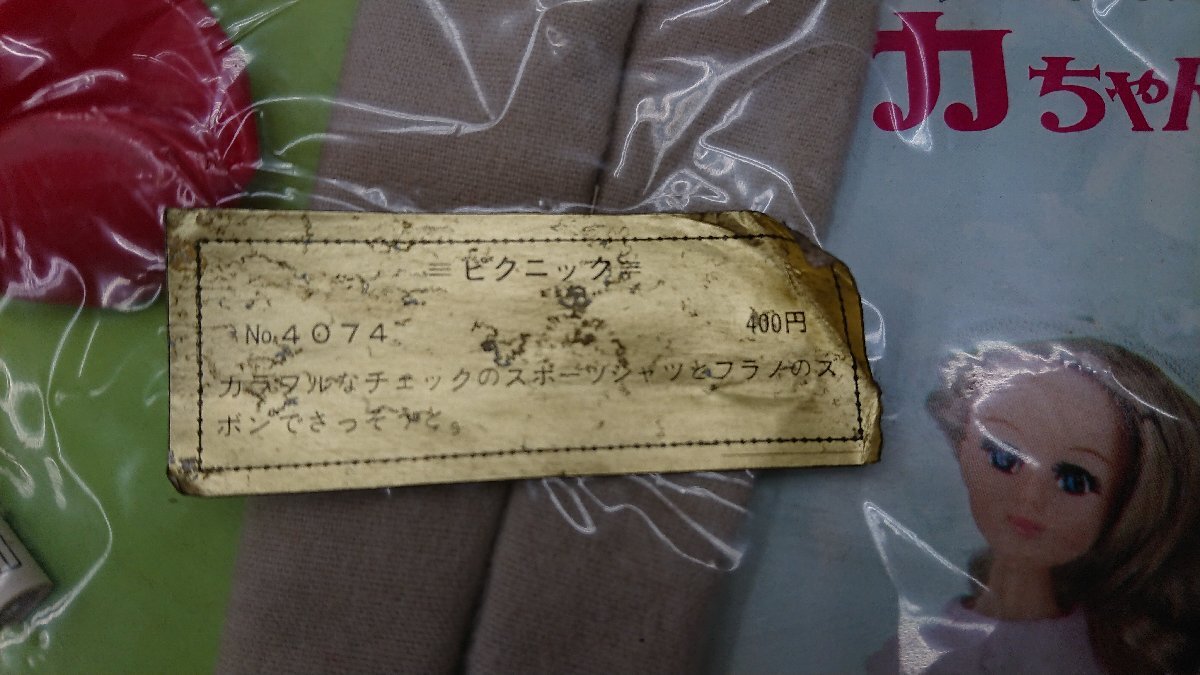 カちゃん
ピクニック
No.4074 400円
カラフルなチェックのスポーツシャツとフラノのズ
ボンでさっそうと。